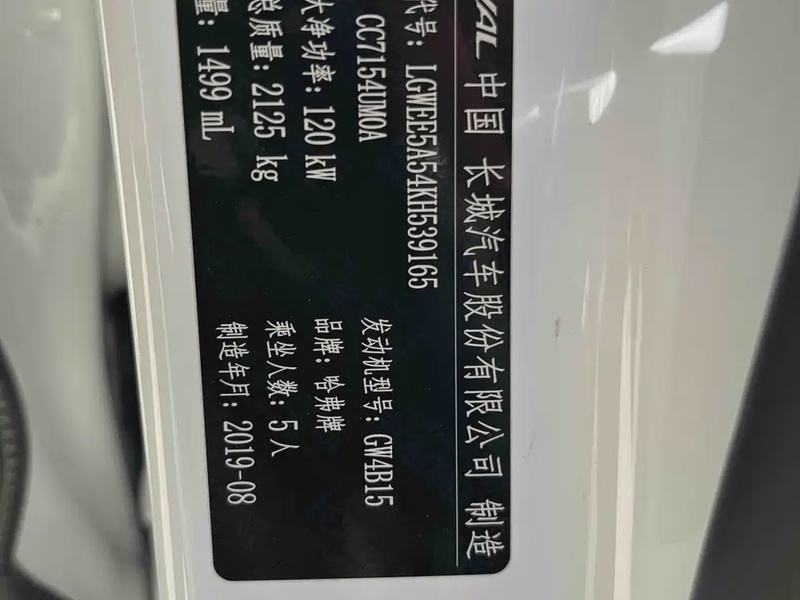 VAL 中国 长城汽车股份有限公司 制造
代号: LGWEE5A54KH539165
CC7154UM0A 发动机型号: GW4B15
大净功率: 120 kW 品牌: 哈弗牌
总质量: 2125 kg 乘坐人数: 5 人
量: 1499 mL 制造年月: 2019-08